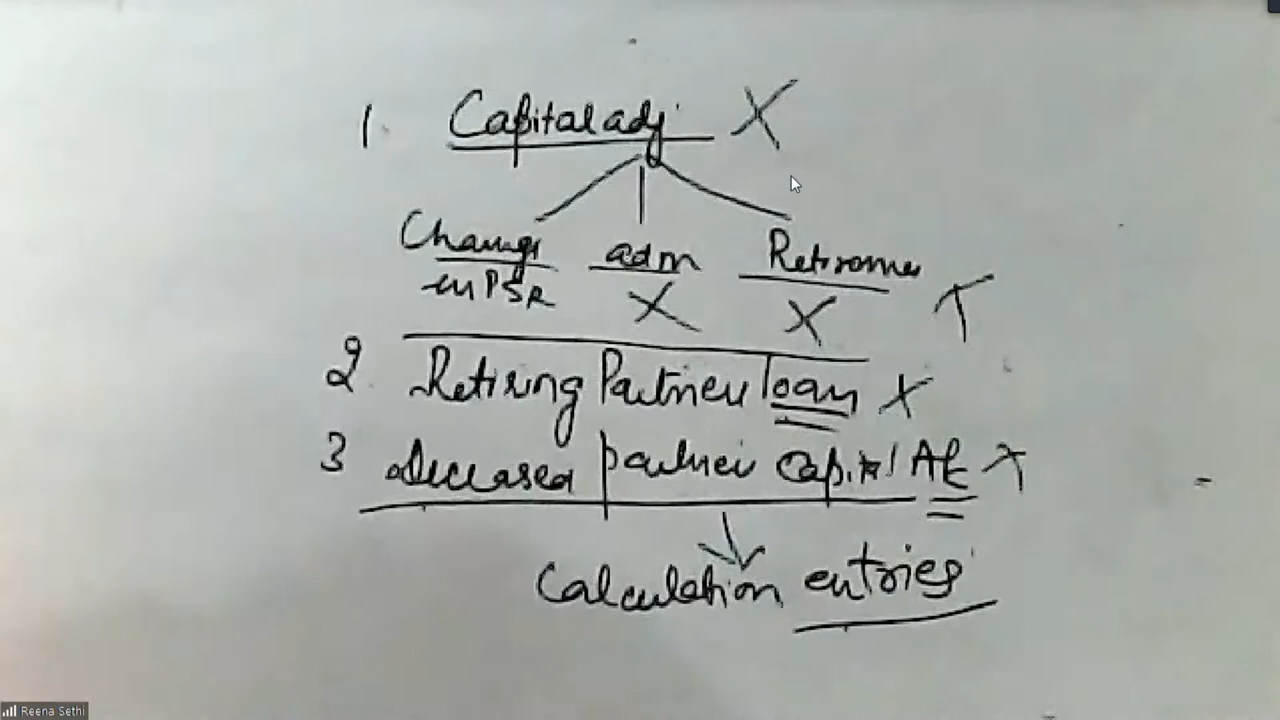 1. Capital adj. X
Change adm Retirement
in PSR X X X
2. Retiring Partner loan X
3 Deceased partner Capital A/c X
Calculation entries
Reena Sethi